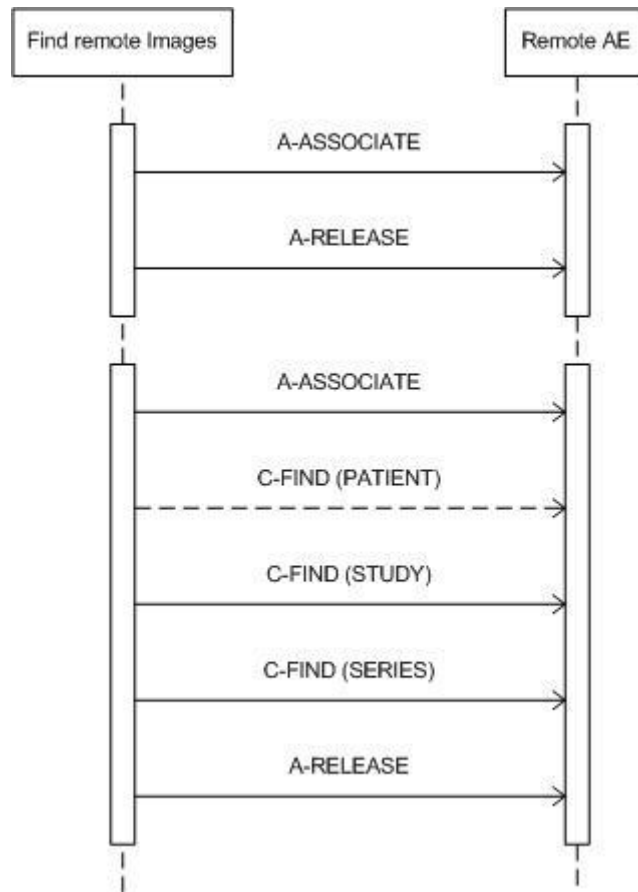 Find remote Images
Remote AE
A-ASSOCIATE
A-RELEASE
A-ASSOCIATE
C-FIND (PATIENT)
C-FIND (STUDY)
C-FIND (SERIES)
A-RELEASE